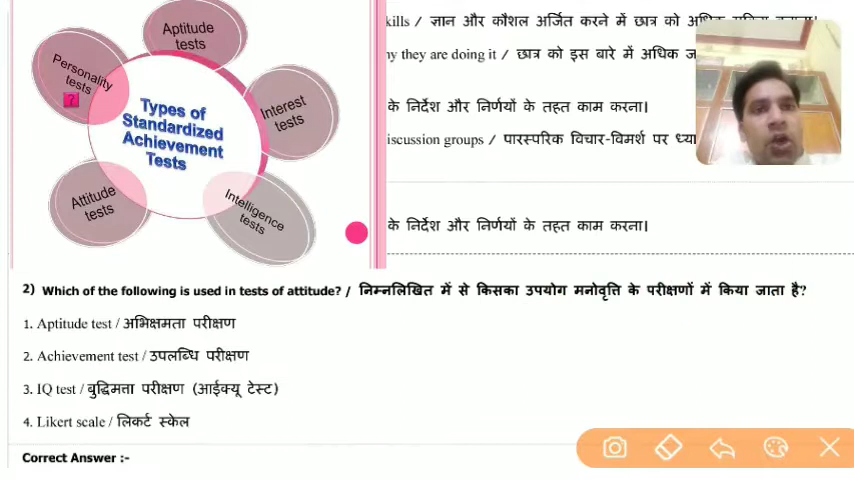 Aptitude
tests
Personality
tests
?
Types of
Standardized
Achievement
Tests
Interest
tests
Attitude
tests
Intelligence
tests
kills / ज्ञान और कौशल अर्जित करने में छात्र को
they are doing it / छात्र को इस बारे में अधिक
के निर्देश और निर्णयों के तहत काम करना।
iscussion groups / पारस्परिक विचार-विमर्श पर
के निर्देश और निर्णयों के तहत काम करना।
2) Which of the following is used in tests of attitude? / निम्नलिखित में से किसका उपयोग मनोवृत्ति के परीक्षणों में किया जाता है?
1. Aptitude test / अभिक्षमता परीक्षण
2. Achievement test / उपलब्धि परीक्षण
3. IQ test / बुद्धिमत्ता परीक्षण (आईक्यू टेस्ट)
4. Likert scale / लिकर्ट स्केल
Correct Answer :-